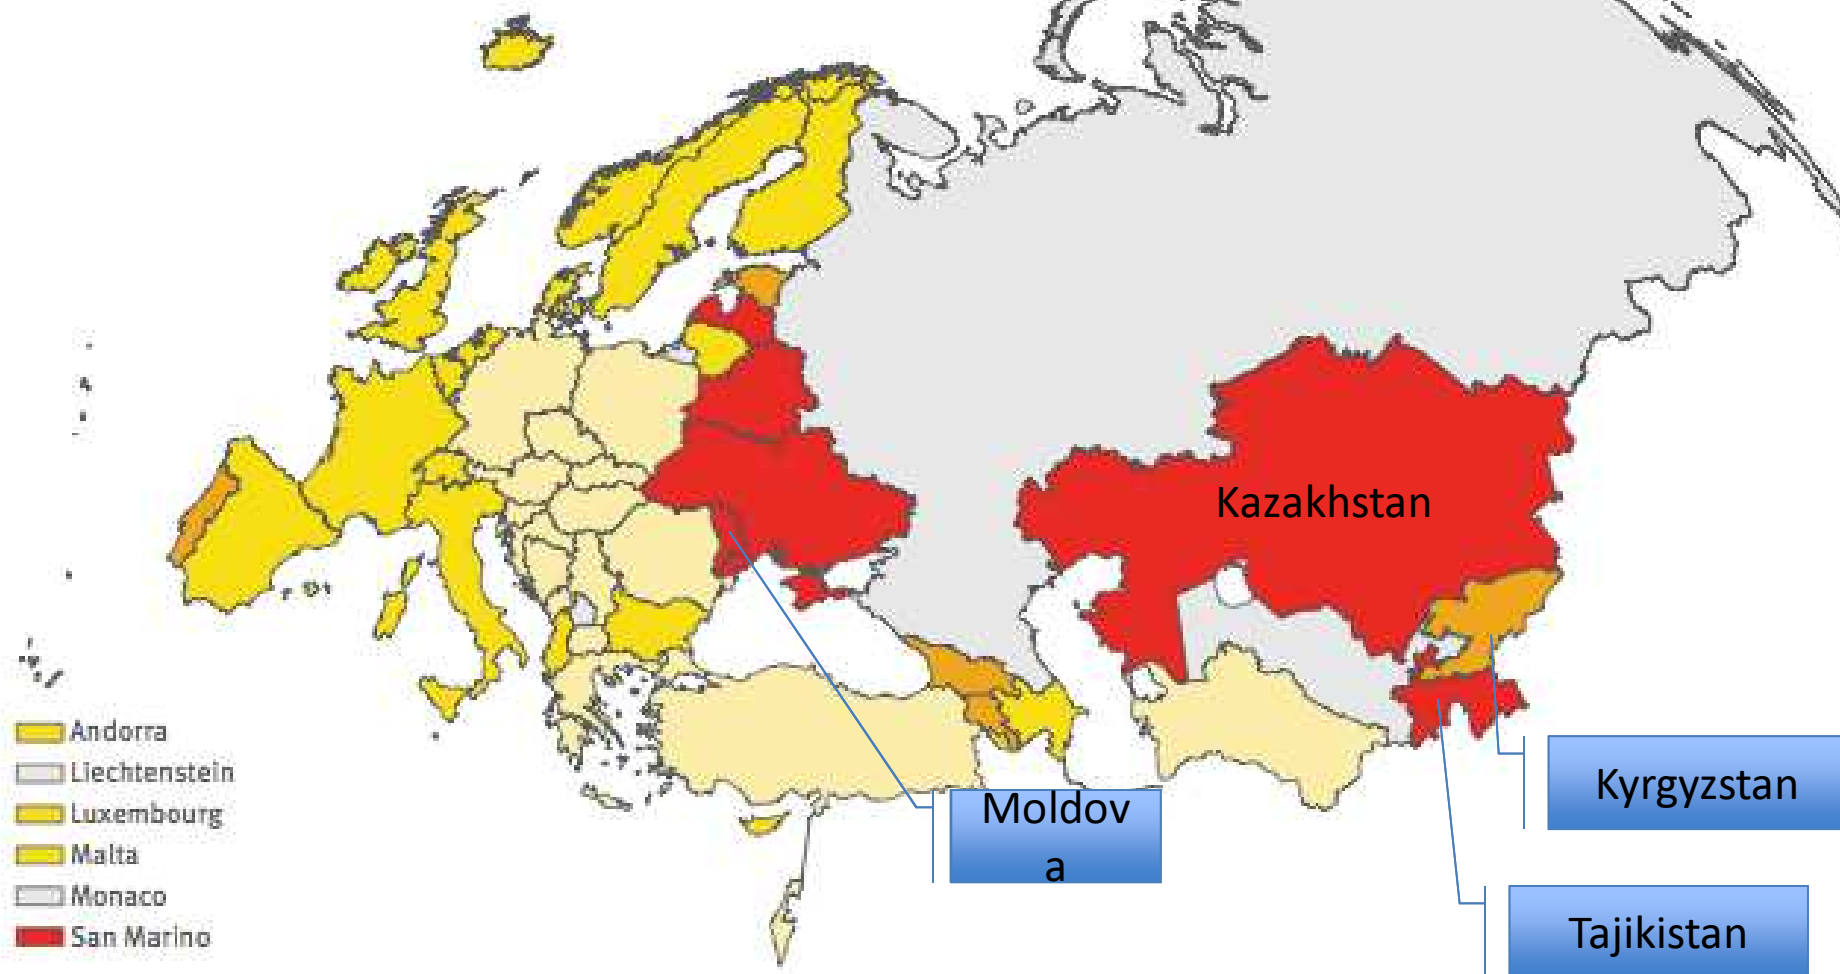 Kazakhstan
Andorra
Liechtenstein
Luxembourg
Malta
Monaco
San Marino
Moldov
a
Kyrgyzstan
Tajikistan